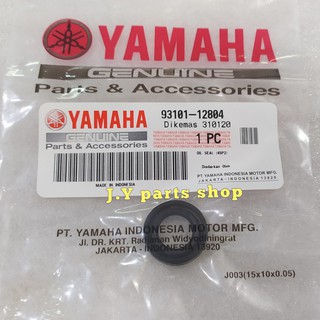 YAMAHA
GENUINE
Parts & Accessories
YAMAHA
GENUINE
Parts & Accessories
93101-12804
Dikemas 310120
1 PC
MADE IN INDONESIA
PT. YAMAHA INDONESIA MOTOR MFG.
JAKARTA - INDONESIA 13920
J.Y parts shop
PT. YAMAHA INDONESIA MOTOR MFG.
JL. DR. KRT. Radjiman Widyodiningrat
JAKARTA - INDONESIA 13920
J003(15x10x0.05)